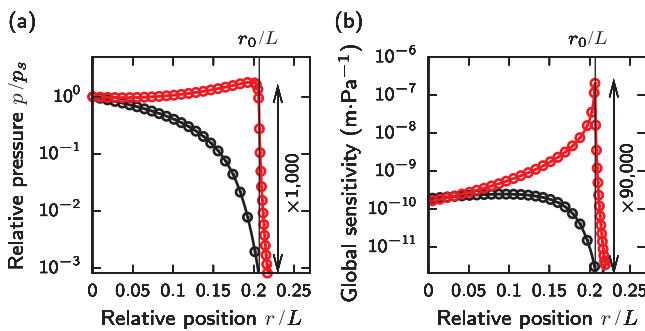 (a)
r₀/L
Relative pressure p/pₛ
10⁰
10⁻¹
10⁻²
10⁻³
×1,000
0 0.05 0.1 0.15 0.2 0.25
Relative position r/L
(b)
r₀/L
Global sensitivity (m·Pa⁻¹)
10⁻⁶
10⁻⁷
10⁻⁸
10⁻⁹
10⁻¹⁰
10⁻¹¹
×90,000
0 0.05 0.1 0.15 0.2 0.25
Relative position r/L